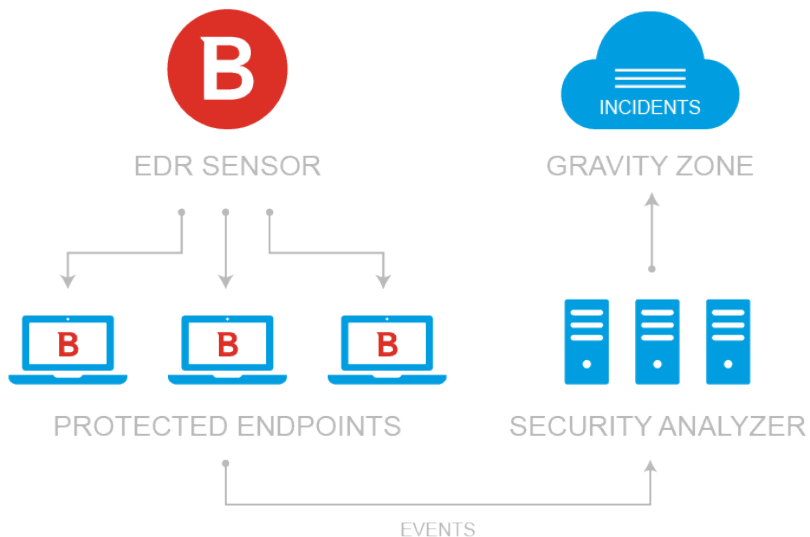 B
EDR SENSOR
INCIDENTS
GRAVITY ZONE
B
B
B
PROTECTED ENDPOINTS
SECURITY ANALYZER
EVENTS